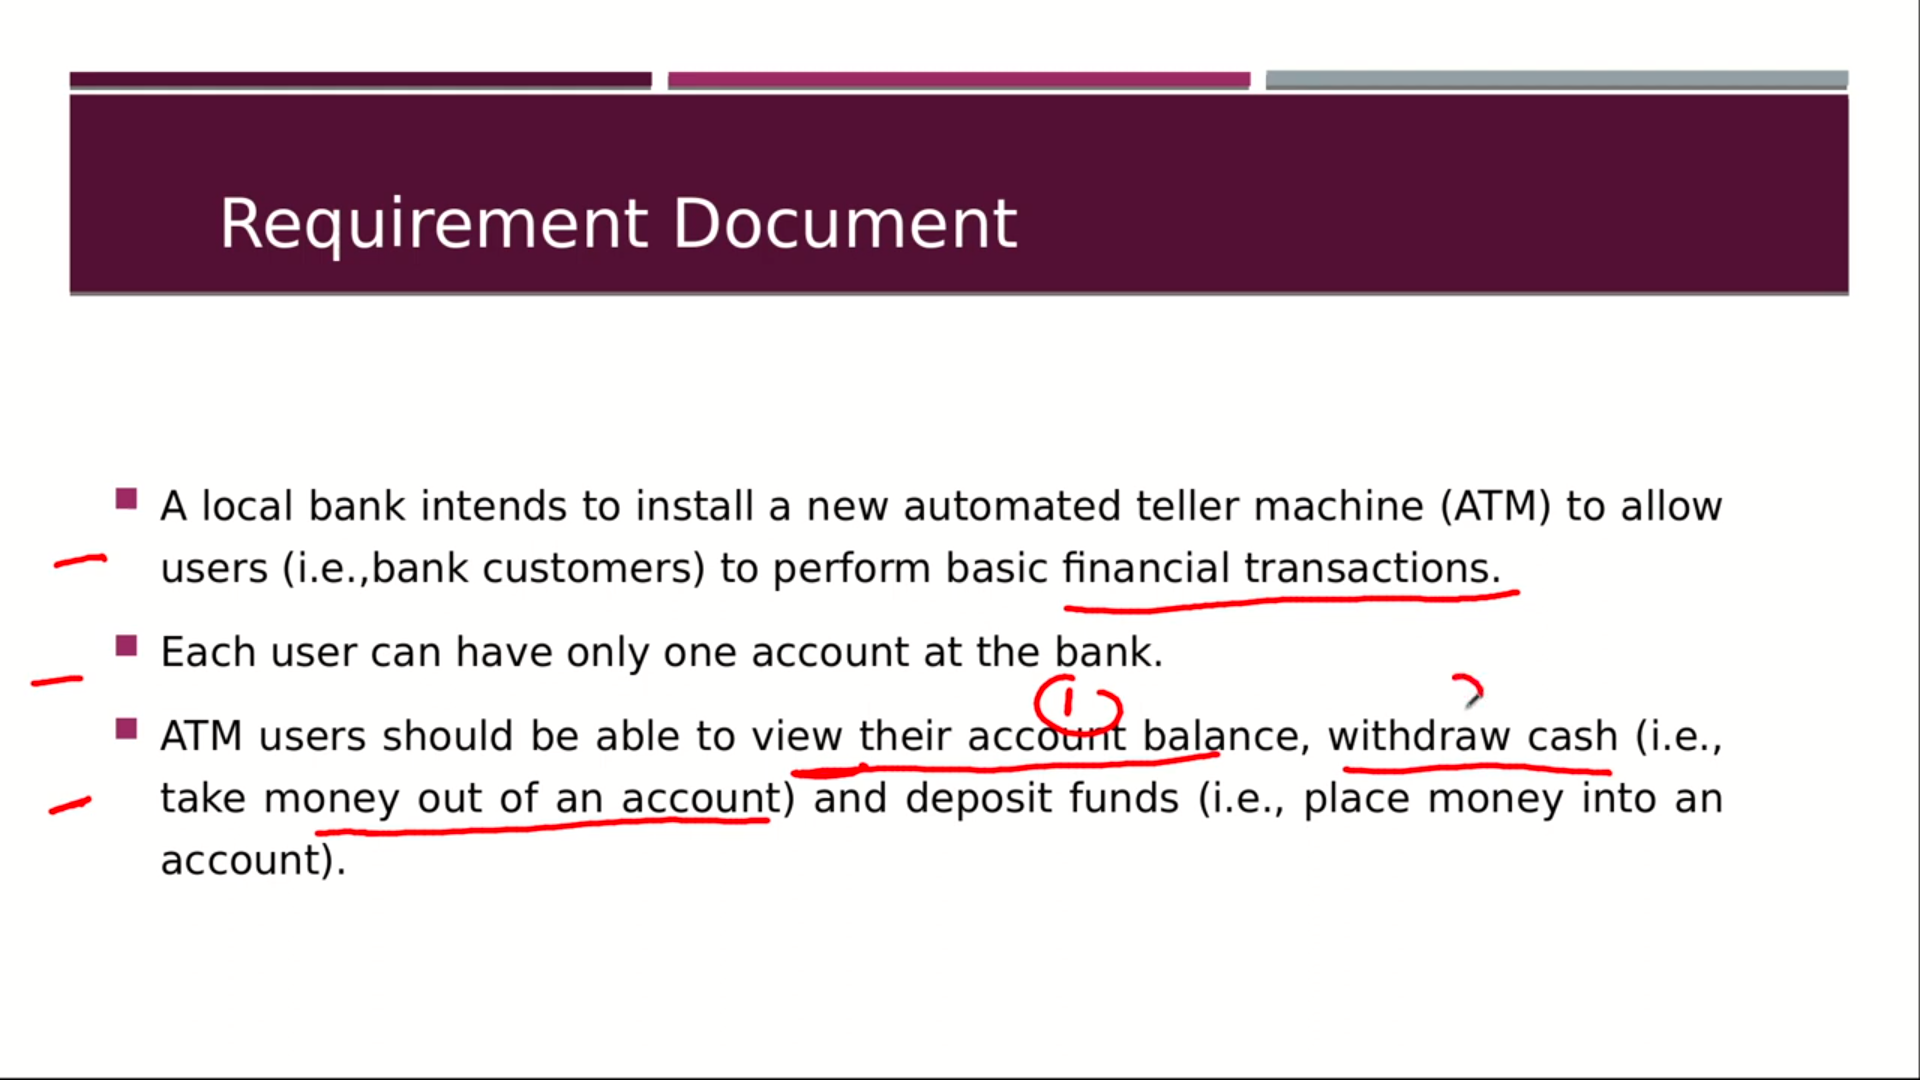 Requirement Document
A local bank intends to install a new automated teller machine (ATM) to allow
users (i.e.,bank customers) to perform basic financial transactions.
Each user can have only one account at the bank.
1
ATM users should be able to view their account balance, withdraw cash (i.e.,
take money out of an account) and deposit funds (i.e., place money into an
account).